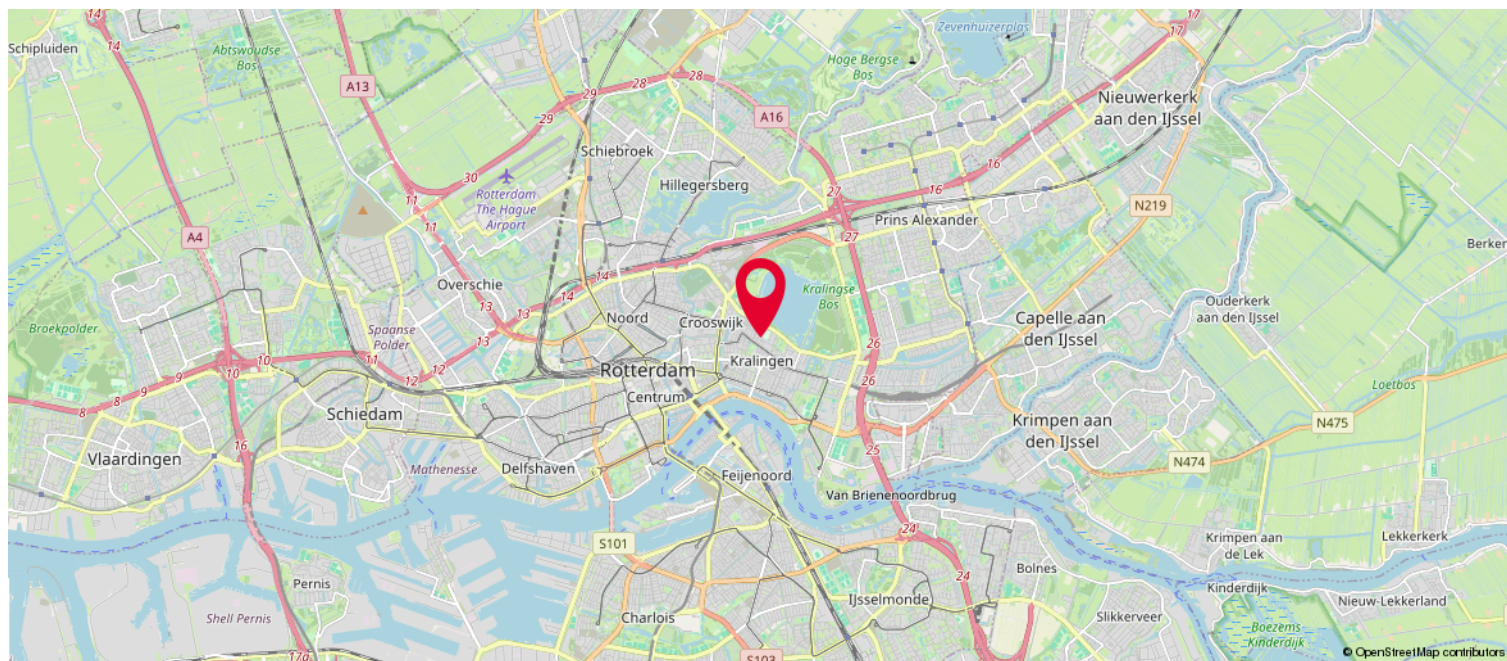 14
17
Zevenhuizerplas
Schipluiden
14
Abtswoudse
Bos
17
Hoge Bergse
Bos
28
28
A13
29
Nieuwerkerk
aan den IJssel
29
A16
Schiebroek
16
30
Hillegersberg
Rotterdam
The Hague
Airport
27
16
11
N219
11
Prins Alexander
A4
27
Berker
14
Overschie
14
Kralingse
Bos
13
Ouderkerk
aan den IJssel
Broekpolder
Spaanse
Polder
13
13
Noord
Crooswijk
Capelle aan
den IJssel
10
11
26
9
10
12
12
Rotterdam
Kralingen
26
9
8
8
Centrum
Loetbos
Schiedam
Krimpen aan
den IJssel
N475
16
25
Vlaardingen
Mathenesse
Delfshaven
Feijenoord
N474
Van Brienenoordbrug
24
S101
Krimpen aan
de Lek
Lekkerkerk
24
Bolnes
Pernis
Kinderdijk
IJsselmonde
Nieuw-Lekkerland
Shell Pernis
Charlois
Slikkerveer
Boezems
Kinderdijk
17a
S103
© OpenStreetMap contributors